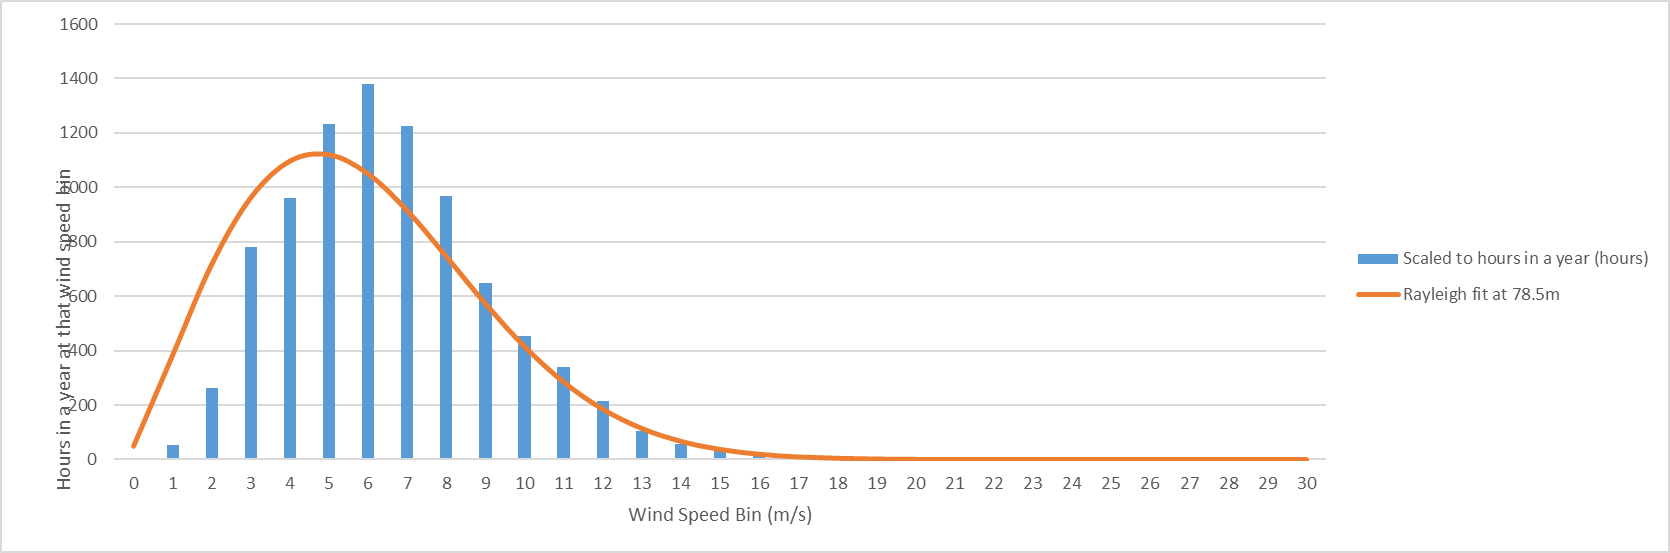 1600
1400
1200
1000
800
600
400
200
0
Hours in a year at that wind speed bin
0 1 2 3 4 5 6 7 8 9 10 11 12 13 14 15 16 17 18 19 20 21 22 23 24 25 26 27 28 29 30
Wind Speed Bin (m/s)
Scaled to hours in a year (hours)
Rayleigh fit at 78.5m